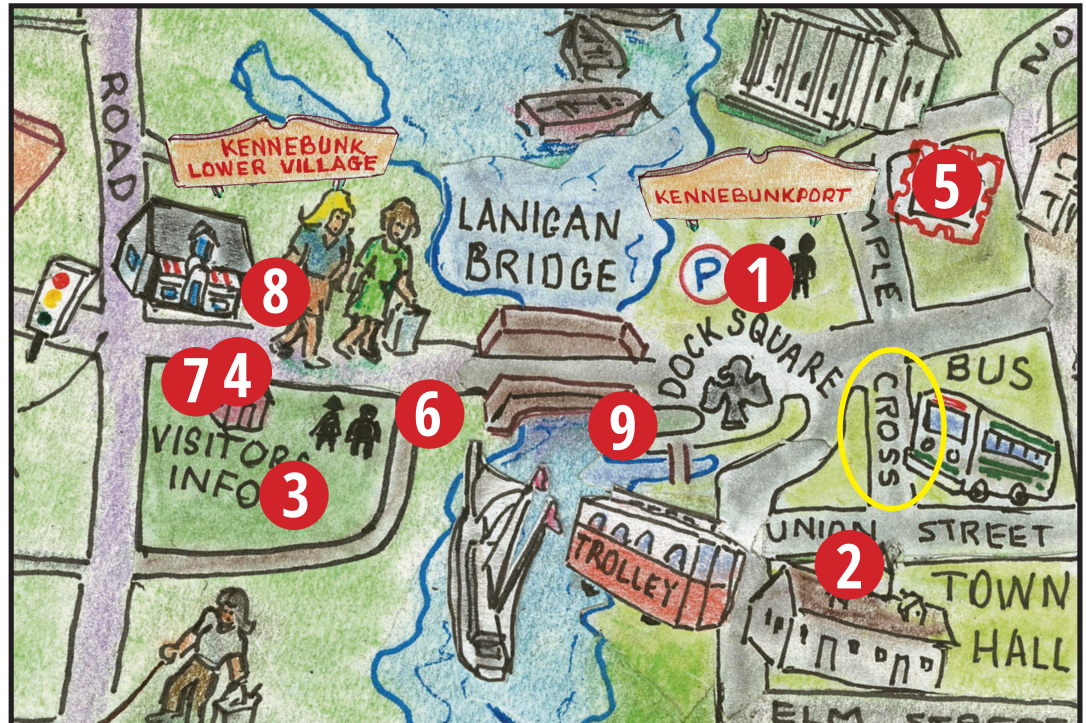 ROAD
KENNEBUNK
LOWER VILLAGE
KENNEBUNKPORT
LANIGAN
BRIDGE
P
1
5
8
DOCK SQUARE
CROSS
BUS
7
4
6
9
VISITORS
INFO
3
TROLLEY
UNION STREET
2
TOWN
HALL
ELM